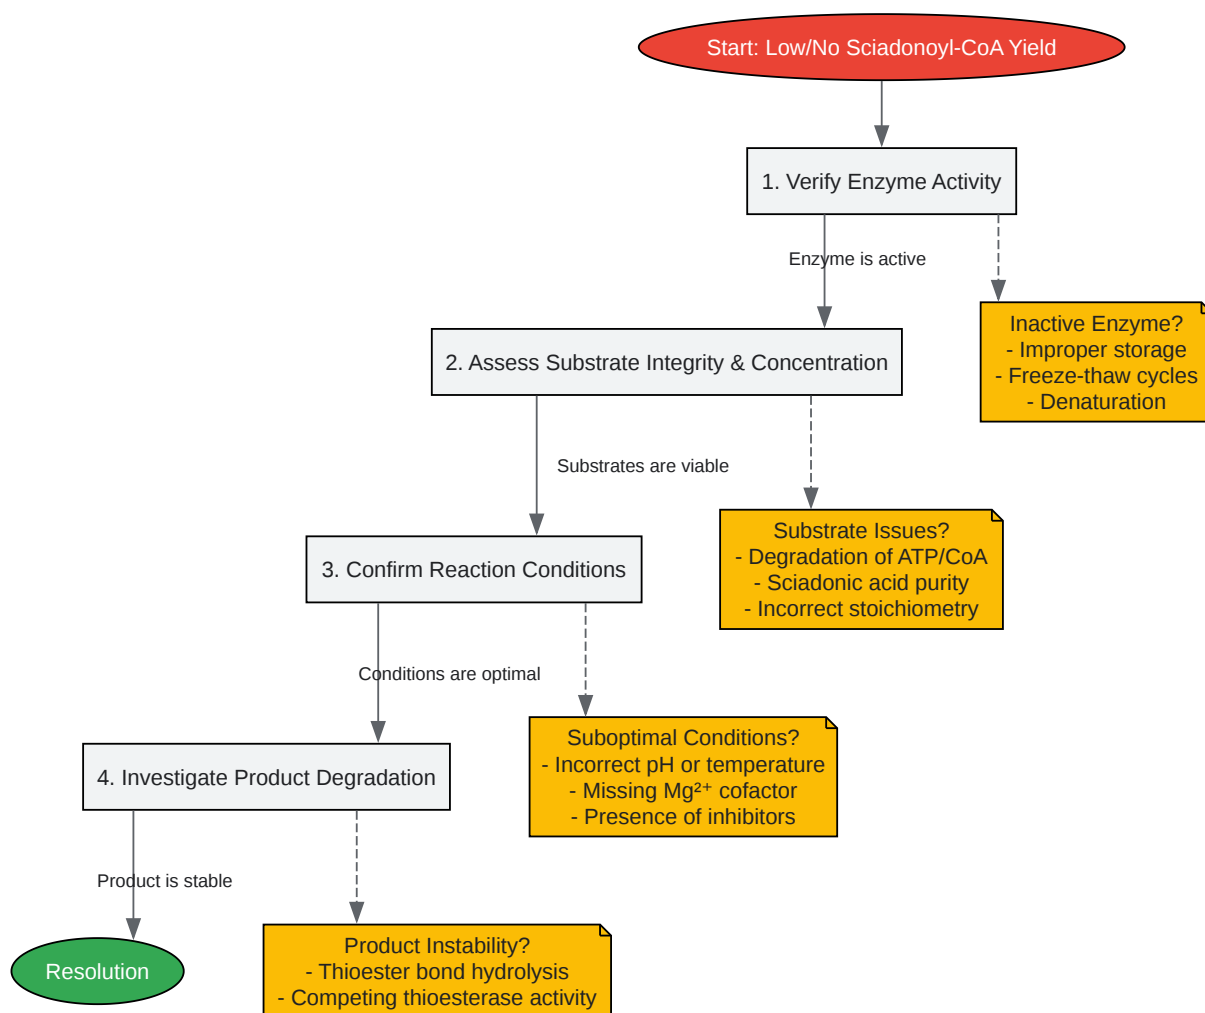 Start: Low/No Sciadonoyl-CoA Yield
1. Verify Enzyme Activity
Enzyme is active
Inactive Enzyme?
- Improper storage
- Freeze-thaw cycles
- Denaturation
2. Assess Substrate Integrity & Concentration
Substrates are viable
Substrate Issues?
- Degradation of ATP/CoA
- Sciadonic acid purity
- Incorrect stoichiometry
3. Confirm Reaction Conditions
Conditions are optimal
Suboptimal Conditions?
- Incorrect pH or temperature
- Missing Mg²⁺ cofactor
- Presence of inhibitors
4. Investigate Product Degradation
Product is stable
Product Instability?
- Thioester bond hydrolysis
- Competing thioesterase activity
Resolution